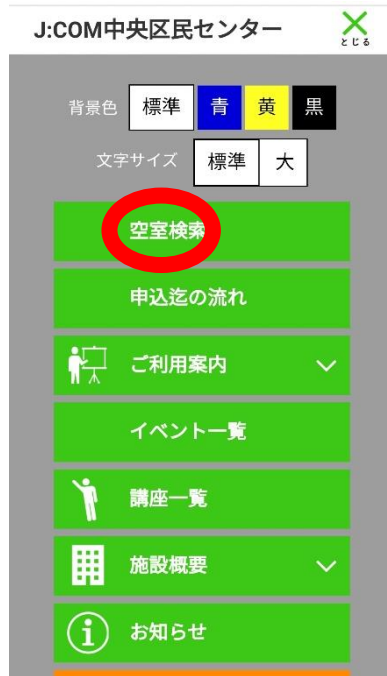 J:COM中央区民センター
とじる
背景色 標準 青 黄 黒
文字サイズ 標準 大
空室検索
申込迄の流れ
ご利用案内
イベント一覧
講座一覧
施設概要
お知らせ